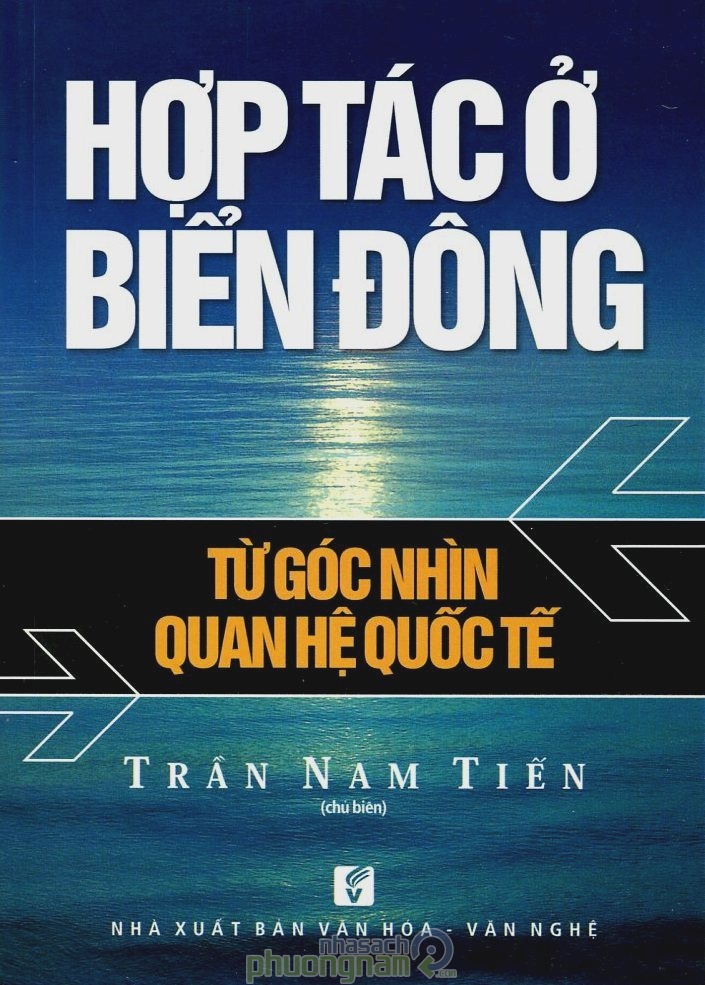 HỢP TÁC Ở
BIỂN ĐÔNG
TỪ GÓC NHÌN
QUAN HỆ QUỐC TẾ
TRẦN NAM TIẾN
(chủ biên)
V
NHÀ XUẤT BẢN VĂN HÓA - VĂN NGHỆ
nhasach
phuongnam
.com